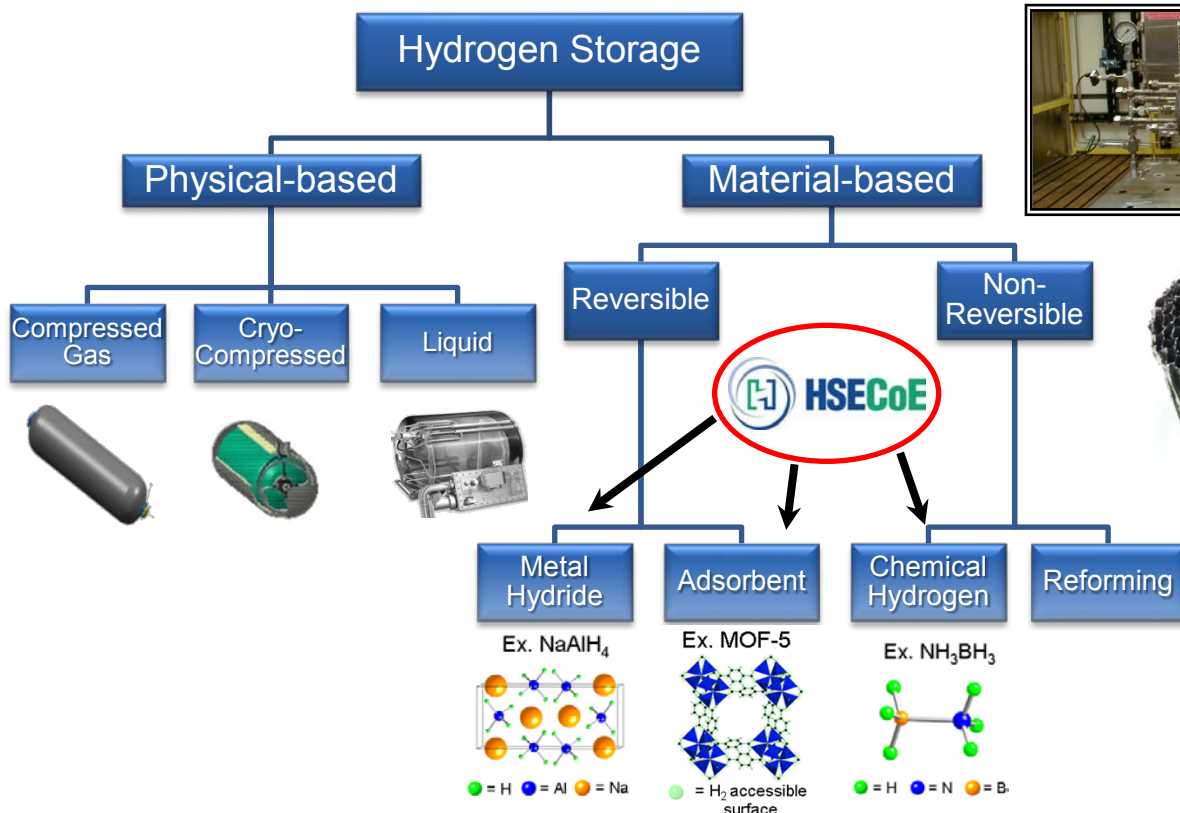 Hydrogen Storage
Physical-based
Material-based
Compressed
Gas
Cryo-
Compressed
Liquid
Reversible
Non-
Reversible
HSECoE
Metal
Hydride
Adsorbent
Chemical
Hydrogen
Reforming
Ex. NaAlH₄
Ex. MOF-5
Ex. NH₃BH₃
= H = Al = Na
= H₂ accessible
surface
= H = N = B